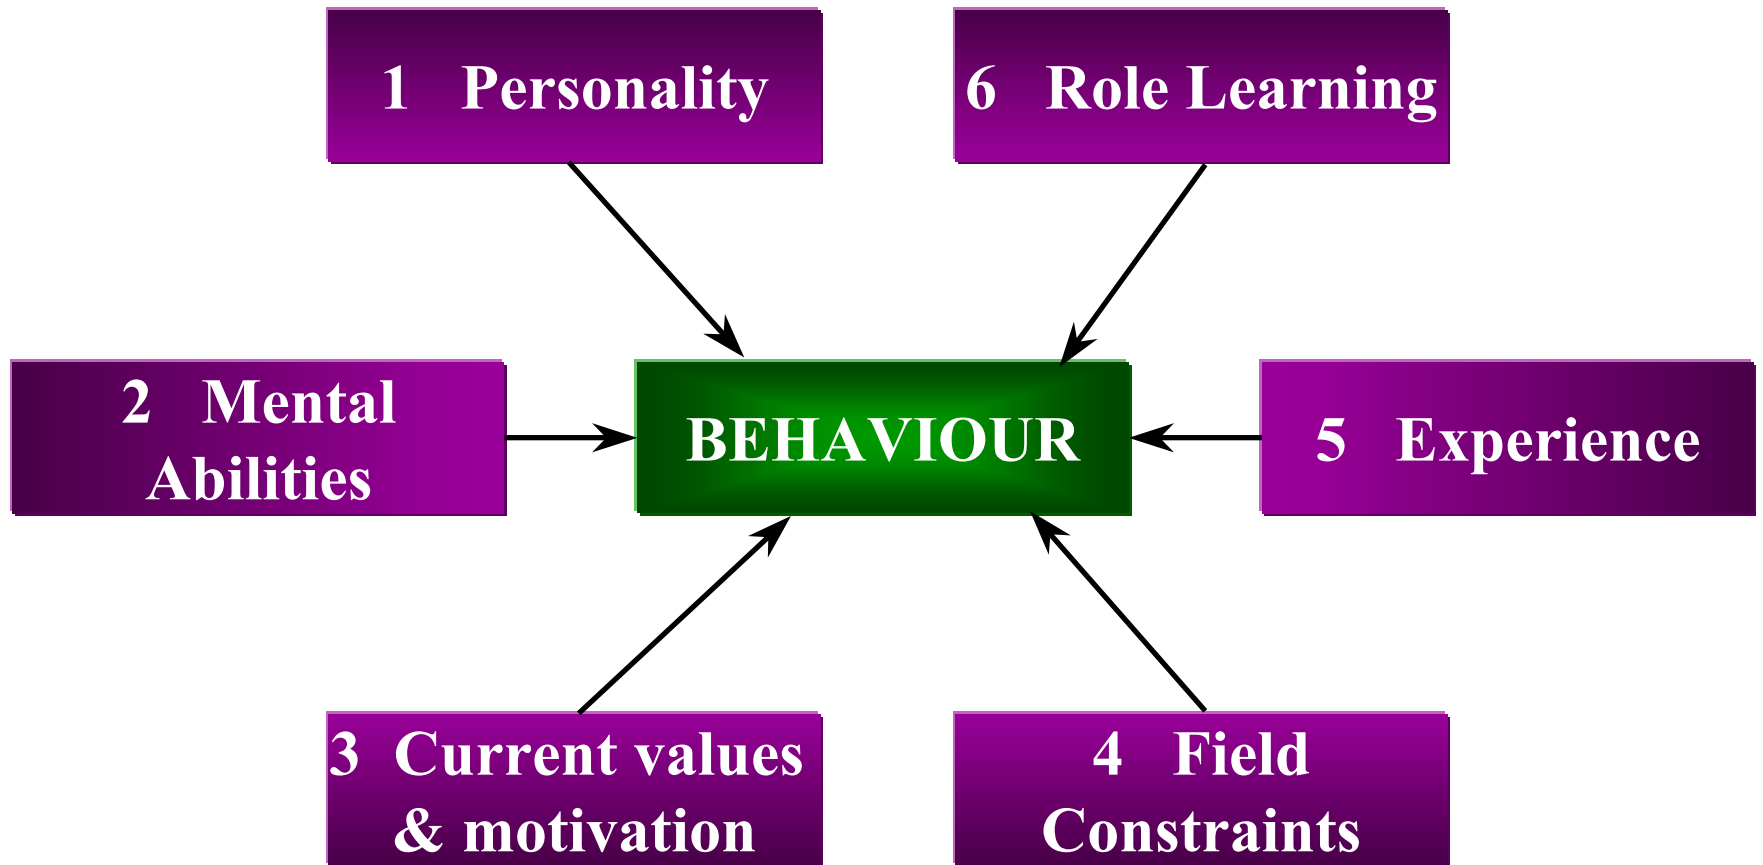 1 Personality
6 Role Learning
2 Mental
Abilities
BEHAVIOUR
5 Experience
3 Current values
& motivation
4 Field
Constraints